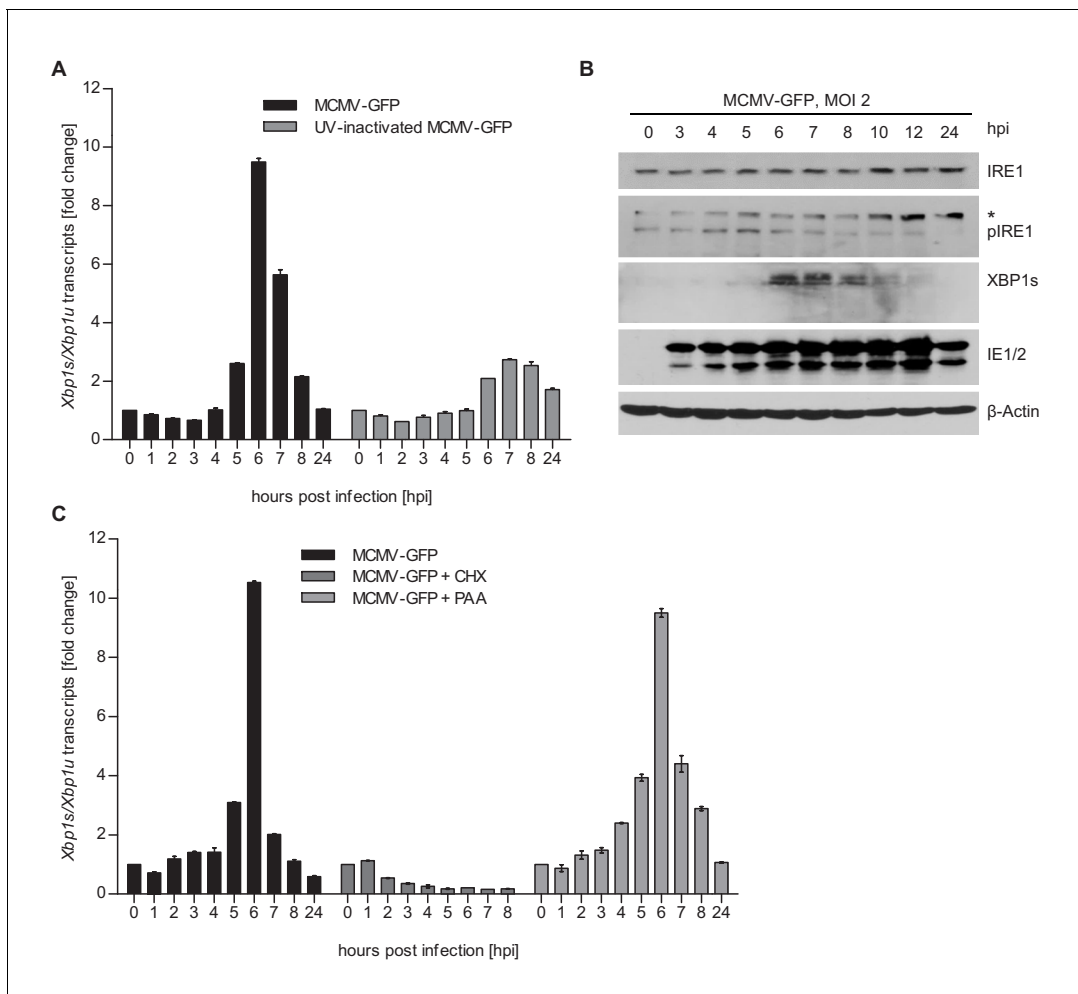 A
Xbp1s/Xbp1u transcripts [fold change]
12
10
8
6
4
2
0
MCMV-GFP
UV-inactivated MCMV-GFP
0 1 2 3 4 5 6 7 8 24 0 1 2 3 4 5 6 7 8 24
hours post infection [hpi]
B
MCMV-GFP, MOI 2
0 3 4 5 6 7 8 10 12 24 hpi
IRE1
*
pIRE1
XBP1s
IE1/2
β-Actin
C
Xbp1s/Xbp1u transcripts [fold change]
12
10
8
6
4
2
0
MCMV-GFP
MCMV-GFP + CHX
MCMV-GFP + PAA
0 1 2 3 4 5 6 7 8 24 0 1 2 3 4 5 6 7 8 0 1 2 3 4 5 6 7 8 24
hours post infection [hpi]